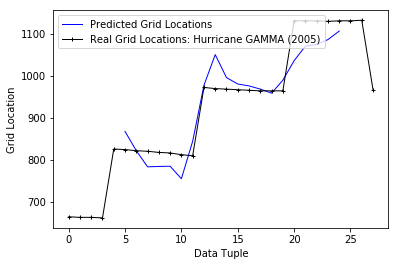 Predicted Grid Locations
Real Grid Locations: Hurricane GAMMA (2005)
1100
1000
900
800
700
Grid Location
0
5
10
15
20
25
Data Tuple